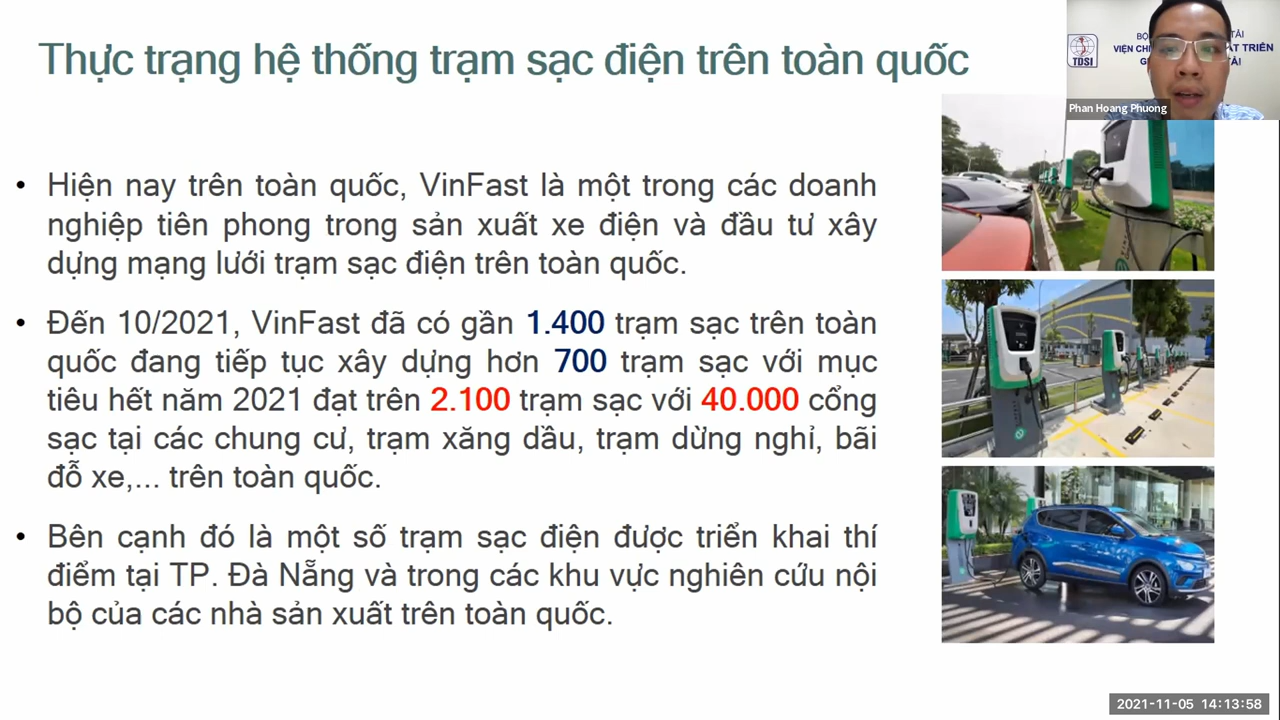 Thực trạng hệ thống trạm sạc điện trên toàn quốc
• Hiện nay trên toàn quốc, VinFast là một trong các doanh
nghiệp tiên phong trong sản xuất xe điện và đầu tư xây
dựng mạng lưới trạm sạc điện trên toàn quốc.
• Đến 10/2021, VinFast đã có gần 1.400 trạm sạc trên toàn
quốc đang tiếp tục xây dựng hơn 700 trạm sạc với mục
tiêu hết năm 2021 đạt trên 2.100 trạm sạc với 40.000 cổng
sạc tại các chung cư, trạm xăng dầu, trạm dừng nghỉ, bãi
đỗ xe,... trên toàn quốc.
• Bên cạnh đó là một số trạm sạc điện được triển khai thí
điểm tại TP. Đà Nẵng và trong các khu vực nghiên cứu nội
bộ của các nhà sản xuất trên toàn quốc.
TDSI
VIỆN
TRIỂN
Phan Hoang Phuong
2021-11-05 14:13:58